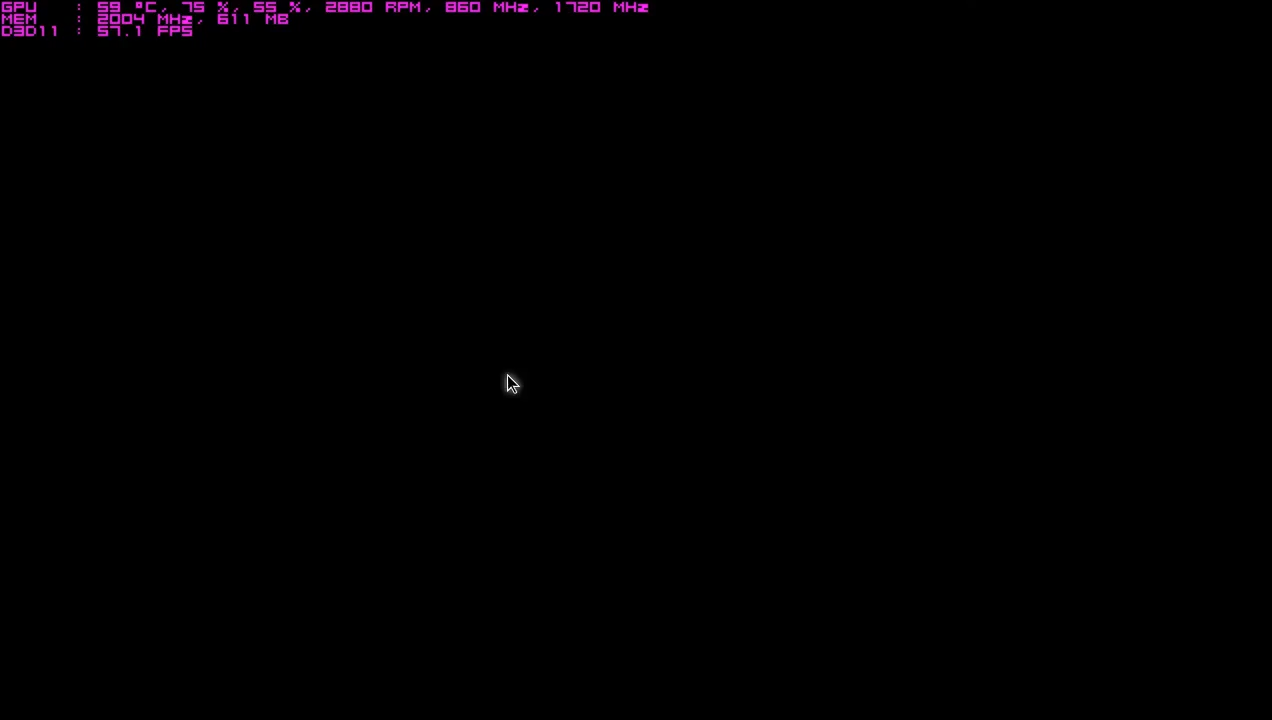 GPU : 59 °C, 75 %, 55 %, 2880 RPM, 860 MHz, 1720 MHz
MEM : 2004 MHz, 611 MB
D3D11 : 57.1 FPS